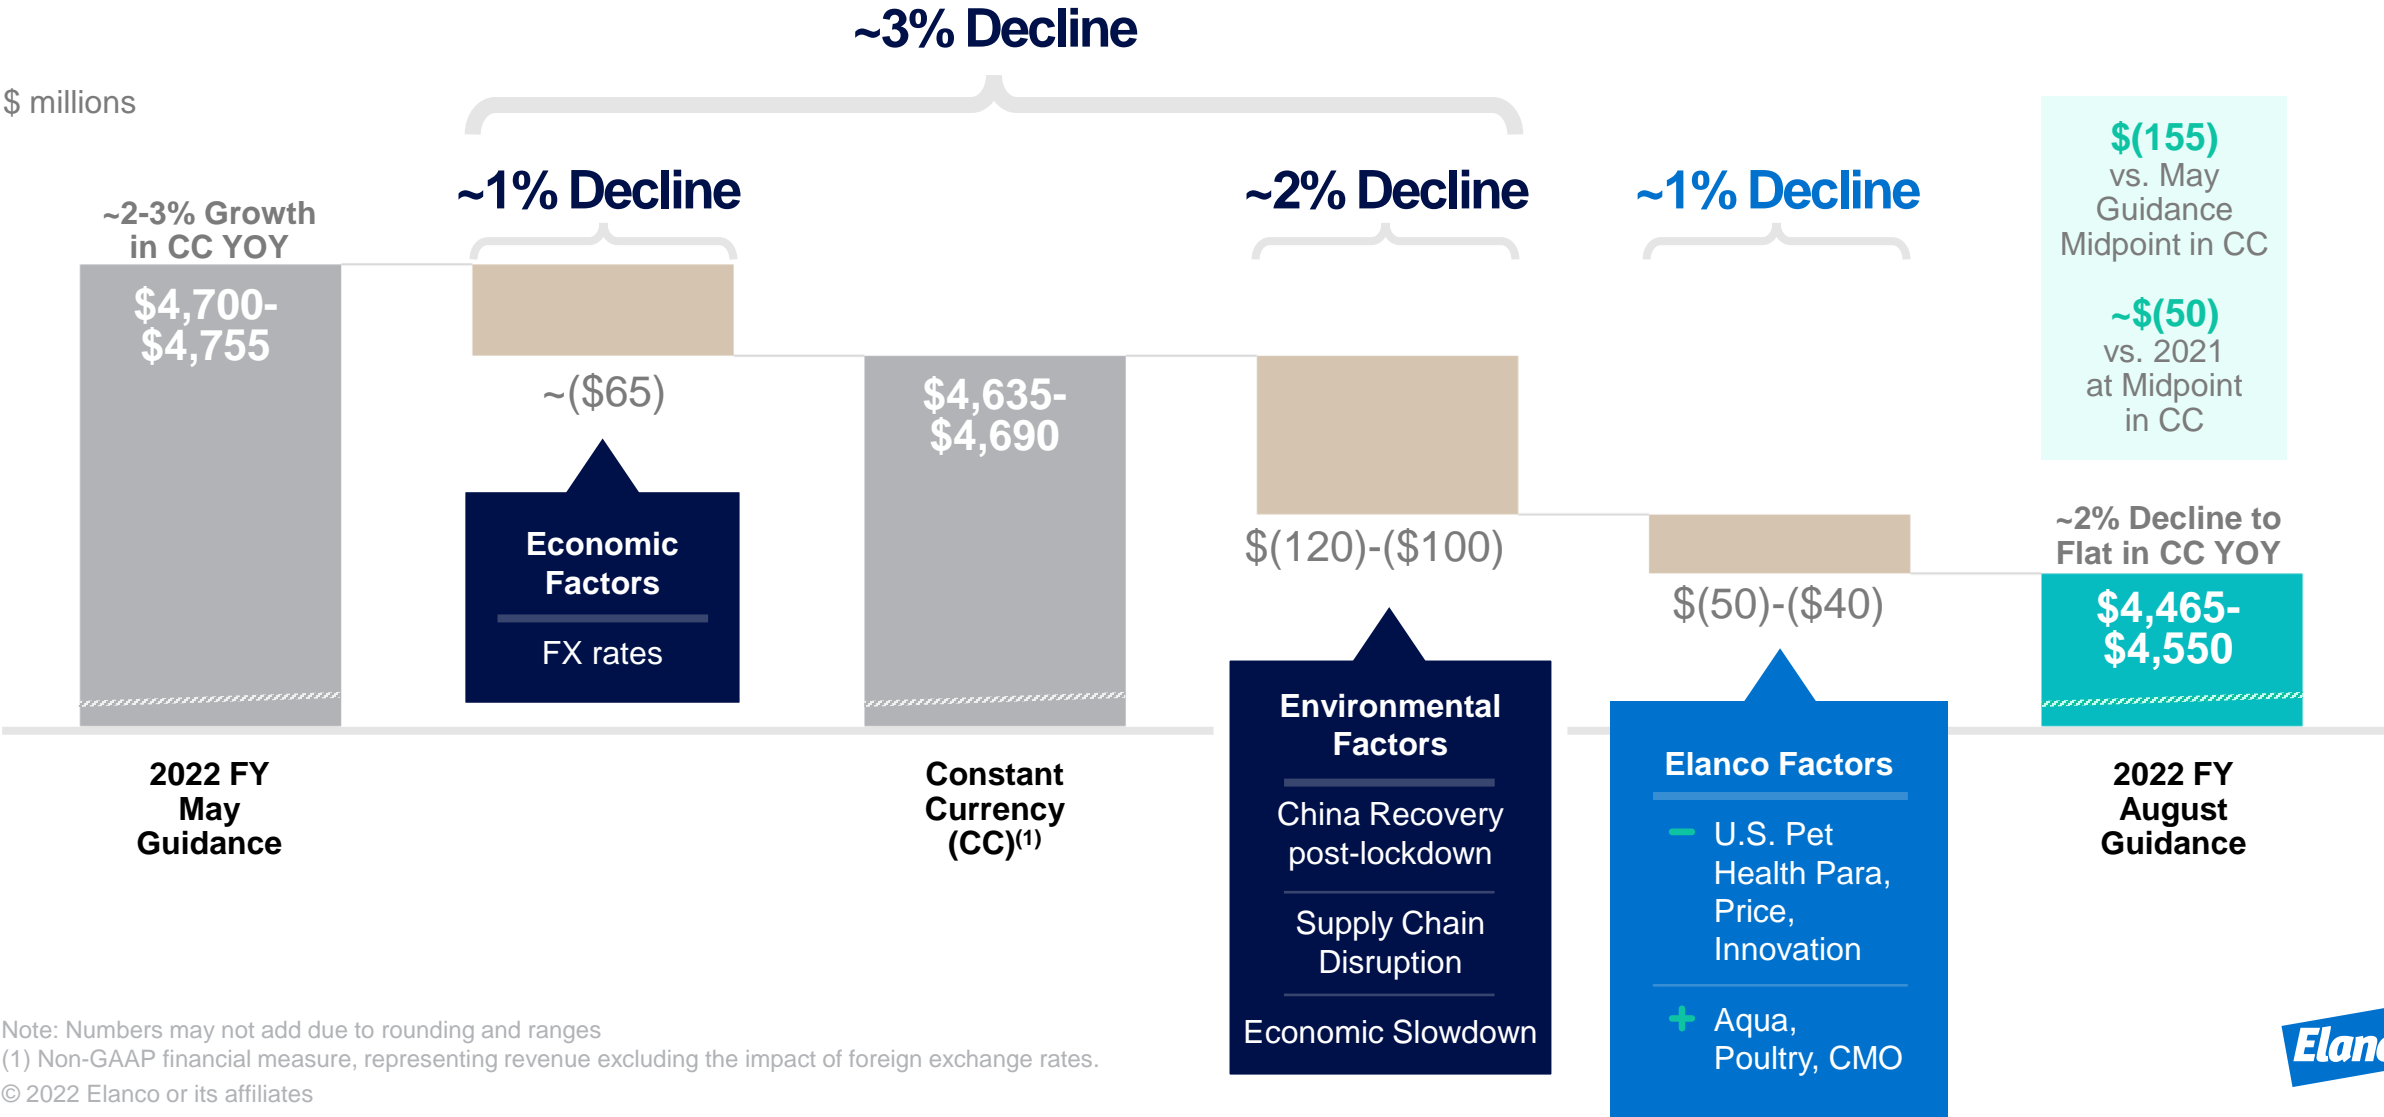 ~3% Decline
$ millions
~1% Decline
~2% Decline
~1% Decline
$(155)
vs. May
Guidance
Midpoint in CC
~$(50)
vs. 2021
at Midpoint
in CC
~2-3% Growth
in CC YOY
$4,700-
$4,755
~($65)
$4,635-
$4,690
$(120)-($100)
$(50)-($40)
~2% Decline to
Flat in CC YOY
$4,465-
$4,550
Economic
Factors
FX rates
Environmental
Factors
China Recovery
post-lockdown
Supply Chain
Disruption
Economic Slowdown
Elanco Factors
− U.S. Pet
Health Para,
Price,
Innovation
+ Aqua,
Poultry, CMO
2022 FY
May
Guidance
Constant
Currency
(CC)(1)
2022 FY
August
Guidance
Note: Numbers may not add due to rounding and ranges
(1) Non-GAAP financial measure, representing revenue excluding the impact of foreign exchange rates.
© 2022 Elanco or its affiliates